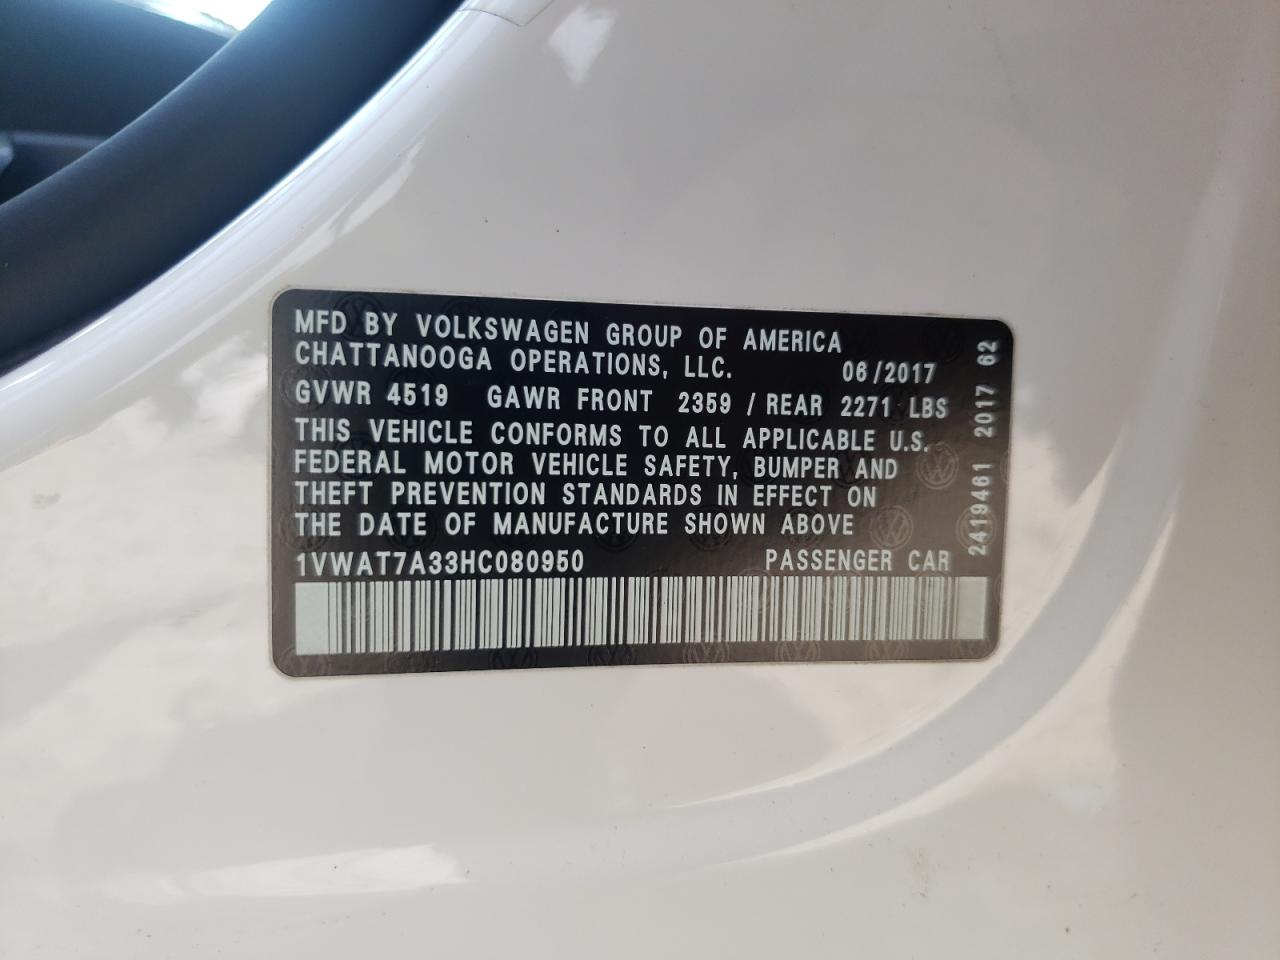 MFD BY VOLKSWAGEN GROUP OF AMERICA
CHATTANOOGA OPERATIONS, LLC. 06/2017
GVWR 4519 GAWR FRONT 2359 / REAR 2271 LBS
THIS VEHICLE CONFORMS TO ALL APPLICABLE U.S.
FEDERAL MOTOR VEHICLE SAFETY, BUMPER AND
THEFT PREVENTION STANDARDS IN EFFECT ON
THE DATE OF MANUFACTURE SHOWN ABOVE
1VWAT7A33HC080950 PASSENGER CAR
2419461 2017 62